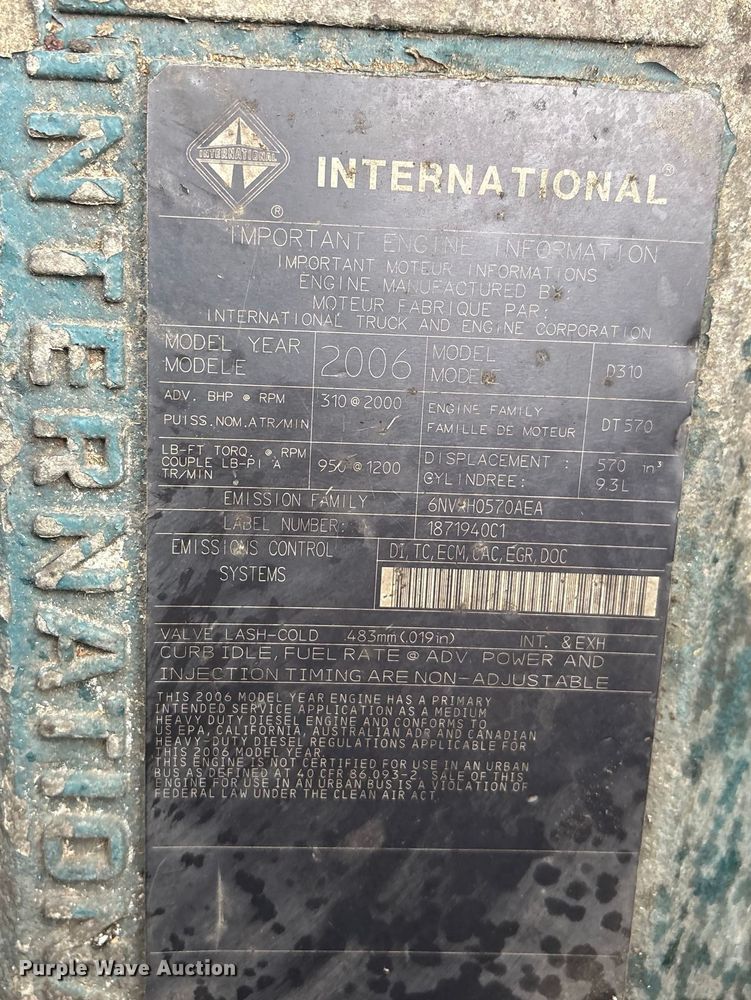 INTERNATIONAL
INTERNATIONAL
®
INTERNATIONAL®
IMPORTANT ENGINE INFORMATION
IMPORTANT MOTEUR INFORMATIONS
ENGINE MANUFACTURED BY
MOTEUR FABRIQUE PAR:
INTERNATIONAL TRUCK AND ENGINE CORPORATION
MODEL YEAR
MODELE
2006
MODEL
MODELE
D310
ADV. BHP @ RPM
PUISS.NOM.ATR/MIN
310 @ 2000
ENGINE FAMILY
FAMILLE DE MOTEUR
DT570
LB-FT TORQ. @ RPM
COUPLE LB-PI A
TR/MIN
950 @ 1200
DISPLACEMENT :
CYLINDREE:
570 in³
9.3L
EMISSION FAMILY
6NVXH0570AEA
LABEL NUMBER:
1871940C1
EMISSIONS CONTROL
SYSTEMS
DI, TC, ECM, CAC, EGR, DOC
VALVE LASH-COLD 483mm(.019in) INT. & EXH
CURB IDLE, FUEL RATE @ ADV. POWER AND
INJECTION TIMING ARE NON-ADJUSTABLE
THIS 2006 MODEL YEAR ENGINE HAS A PRIMARY
INTENDED SERVICE APPLICATION AS A MEDIUM
HEAVY DUTY DIESEL ENGINE AND CONFORMS TO
US EPA, CALIFORNIA, AUSTRALIAN ADR AND CANADIAN
HEAVY-DUTY DIESEL REGULATIONS APPLICABLE FOR
THIS 2006 MODEL YEAR.
THIS ENGINE IS NOT CERTIFIED FOR USE IN AN URBAN
BUS AS DEFINED AT 40 CFR 86.093-2. SALE OF THIS
ENGINE FOR USE IN AN URBAN BUS IS A VIOLATION OF
FEDERAL LAW UNDER THE CLEAN AIR ACT
Purple Wave Auction